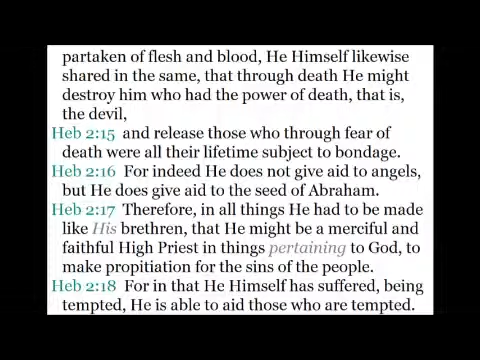 partaken of flesh and blood, He Himself likewise
shared in the same, that through death He might
destroy him who had the power of death, that is,
the devil,
Heb 2:15 and release those who through fear of
death were all their lifetime subject to bondage.
Heb 2:16 For indeed He does not give aid to angels,
but He does give aid to the seed of Abraham.
Heb 2:17 Therefore, in all things He had to be made
like His brethren, that He might be a merciful and
faithful High Priest in things pertaining to God, to
make propitiation for the sins of the people.
Heb 2:18 For in that He Himself has suffered, being
tempted, He is able to aid those who are tempted.